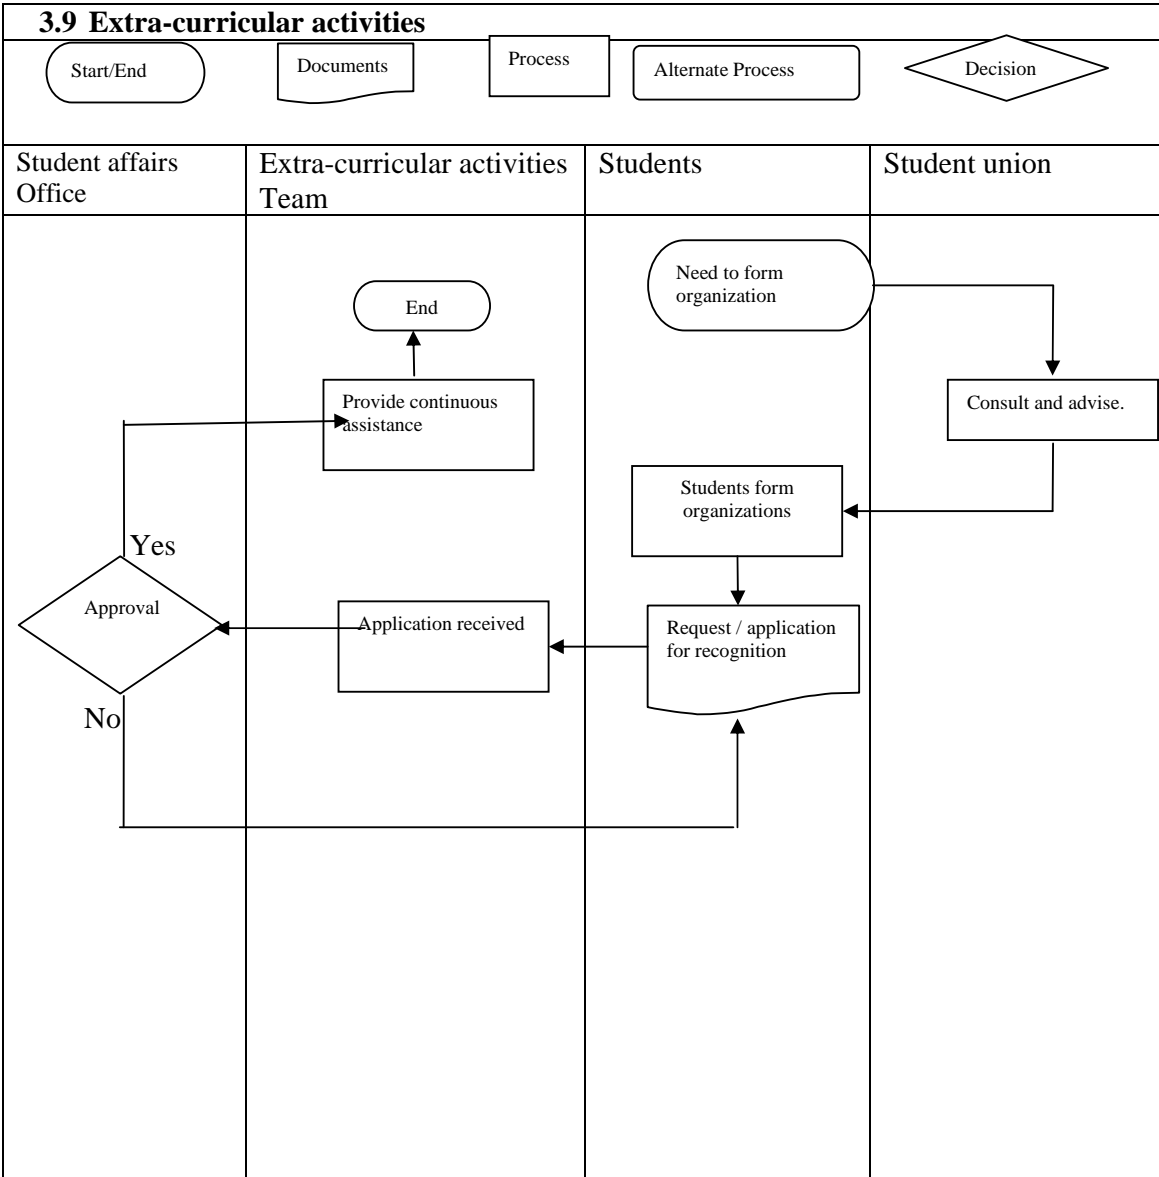 3.9 Extra-curricular activities
Start/End
Documents
Process
Alternate Process
Decision
Student affairs
Office
Extra-curricular activities
Team
Students
Student union
Need to form
organization
End
Provide continuous
assistance
Consult and advise.
Students form
organizations
Yes
Approval
Application received
Request / application
for recognition
No